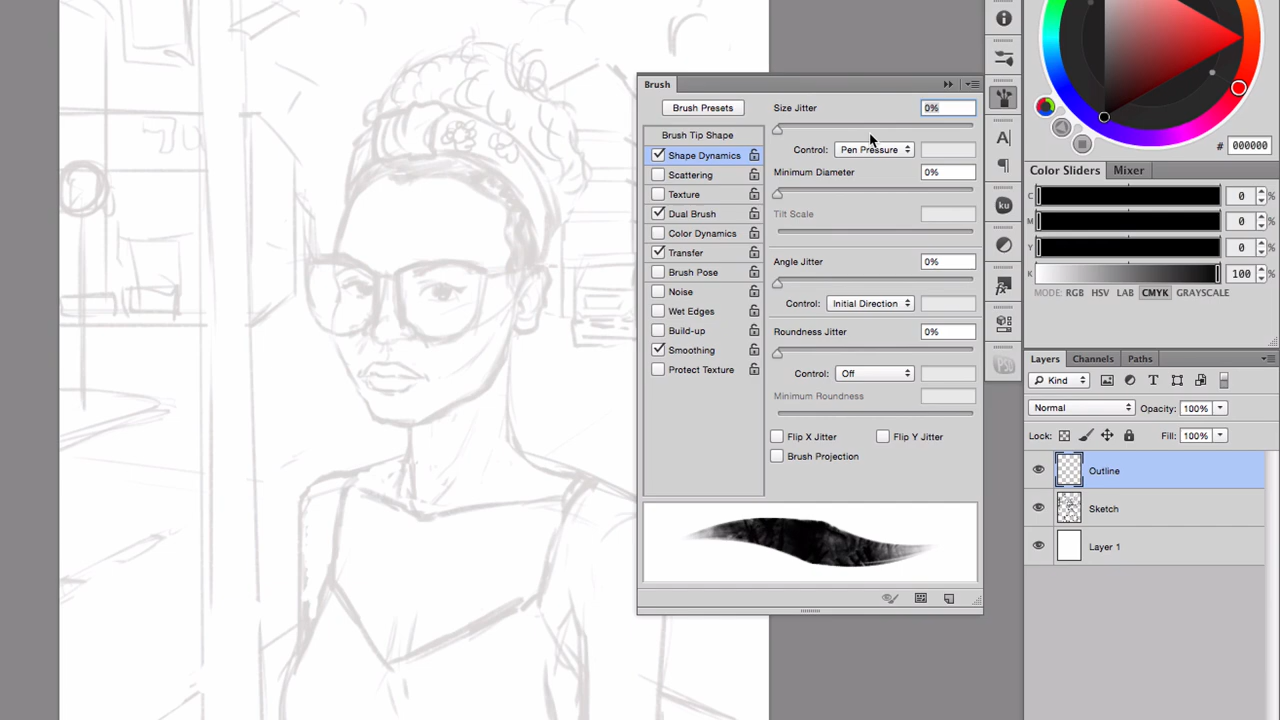 Brush
Brush Presets
Brush Tip Shape
Shape Dynamics
Scattering
Texture
Dual Brush
Color Dynamics
Transfer
Brush Pose
Noise
Wet Edges
Build-up
Smoothing
Protect Texture
Size Jitter 0%
Control: Pen Pressure
Minimum Diameter 0%
Tilt Scale
Angle Jitter 0%
Control: Initial Direction
Roundness Jitter 0%
Control: Off
Minimum Roundness
Flip X Jitter Flip Y Jitter
Brush Projection
A
ku
fx
# 000000
Color Sliders Mixer
C 0 %
M 0 %
Y 0 %
K 100 %
MODE: RGB HSV LAB CMYK GRAYSCALE
Layers Channels Paths
Kind T
Normal Opacity: 100%
Lock: Fill: 100%
Outline
Sketch
Layer 1